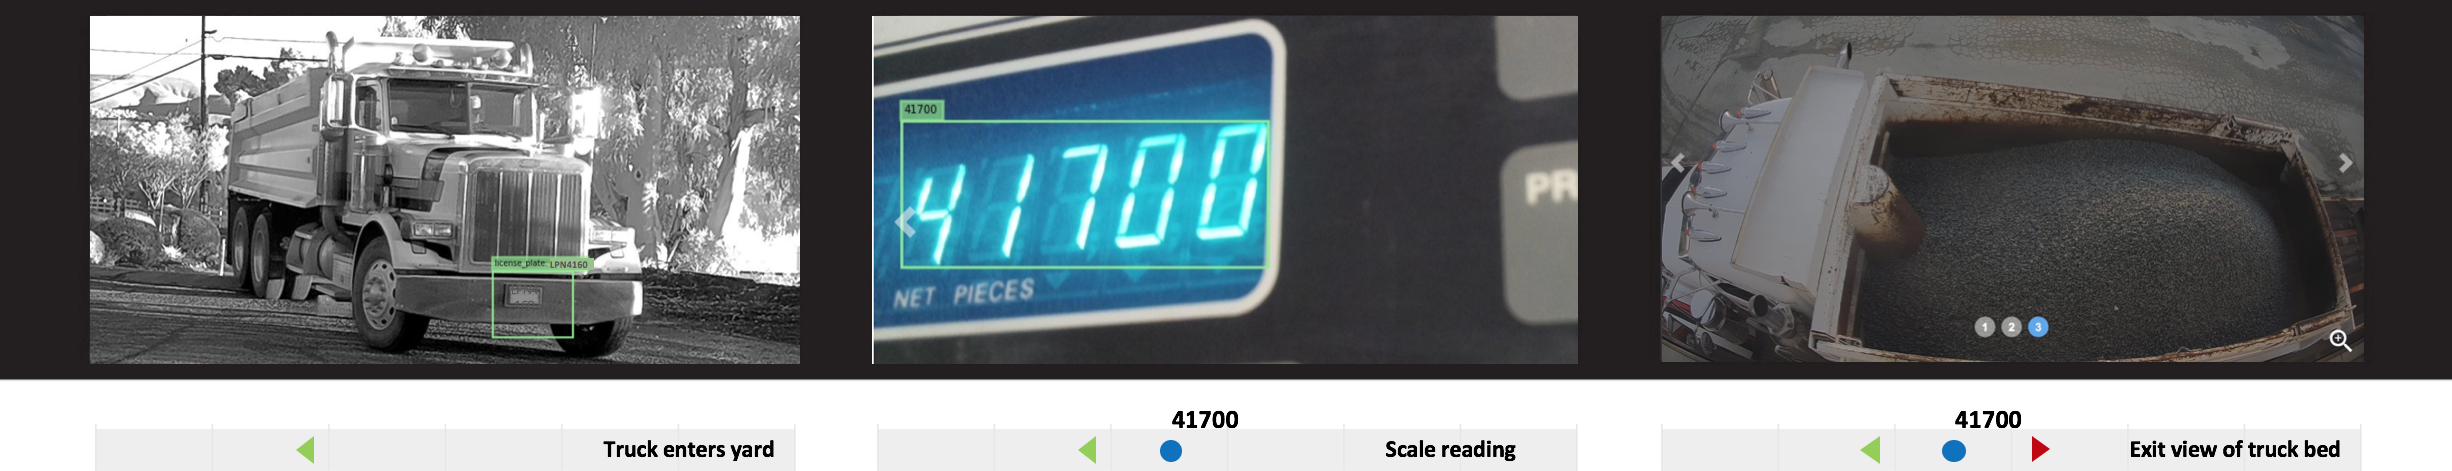 license_plate: LPN4160
41700
41700
NET PIECES
PR
1 2 3
41700
41700
Truck enters yard
Scale reading
Exit view of truck bed